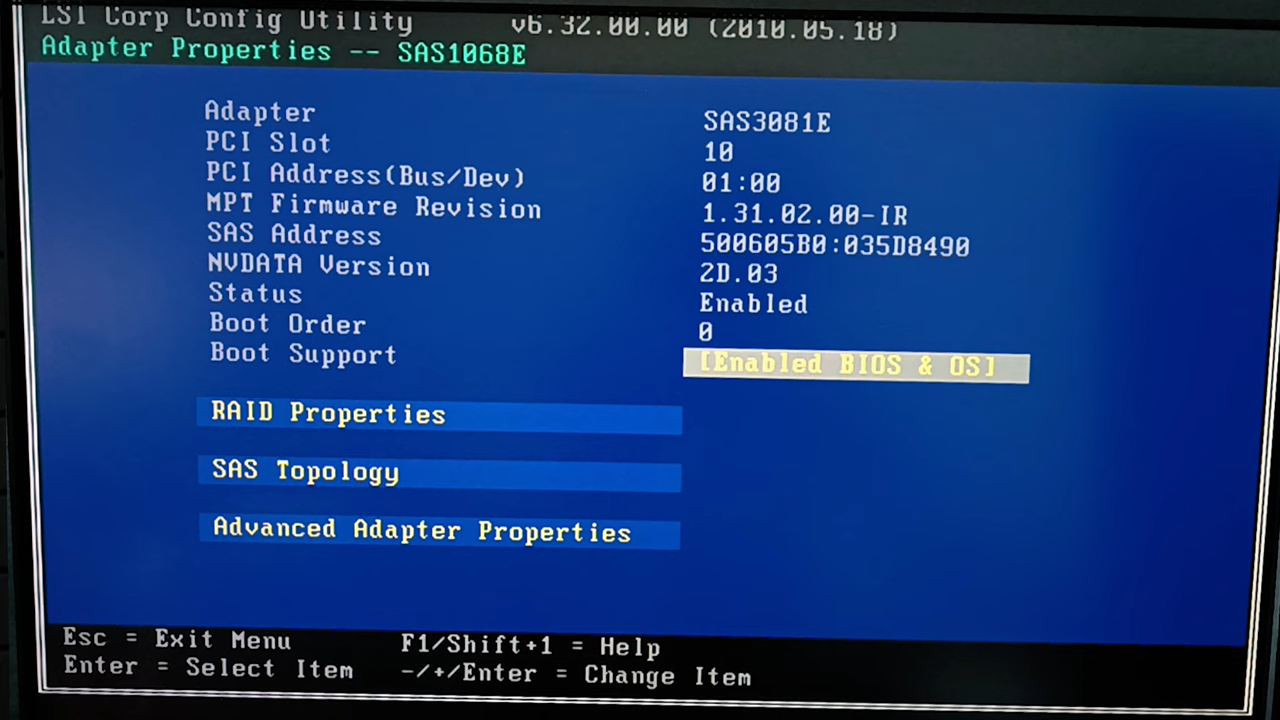 LSI Corp Config Utility v6.32.00.00 (2010.05.18)
Adapter Properties -- SAS1068E
Adapter SAS3081E
PCI Slot 10
PCI Address(Bus/Dev) 01:00
MPT Firmware Revision 1.31.02.00-IR
SAS Address 500605B0:035D8490
NVDATA Version 2D.03
Status Enabled
Boot Order 0
Boot Support [Enabled BIOS & OS]
RAID Properties
SAS Topology
Advanced Adapter Properties
Esc = Exit Menu F1/Shift+1 = Help
Enter = Select Item -/+/Enter = Change Item